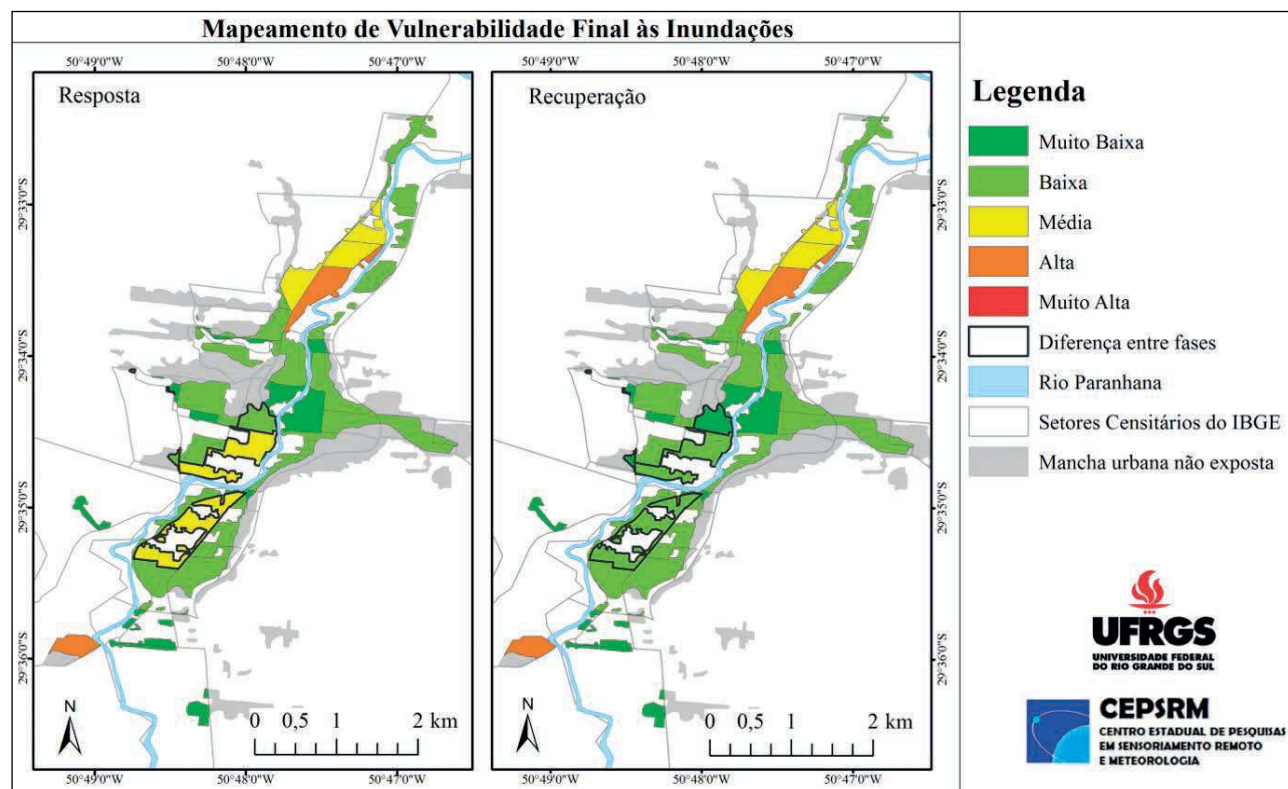 Mapeamento de Vulnerabilidade Final às Inundações
50°49'0"W 50°48'0"W 50°47'0"W
50°49'0"W 50°48'0"W 50°47'0"W
Resposta
Recuperação
29°33'0"S
29°34'0"S
29°35'0"S
29°36'0"S
29°33'0"S
29°34'0"S
29°35'0"S
29°36'0"S
N
0 0,5 1 2 km
N
0 0,5 1 2 km
50°49'0"W 50°48'0"W 50°47'0"W
50°49'0"W 50°48'0"W 50°47'0"W
Legenda
Muito Baixa
Baixa
Média
Alta
Muito Alta
Diferença entre fases
Rio Paranhana
Setores Censitários do IBGE
Mancha urbana não exposta
UFRGS
UNIVERSIDADE FEDERAL
DO RIO GRANDE DO SUL
CEPSRM
CENTRO ESTADUAL DE PESQUISAS
EM SENSORIAMENTO REMOTO
E METEOROLOGIA